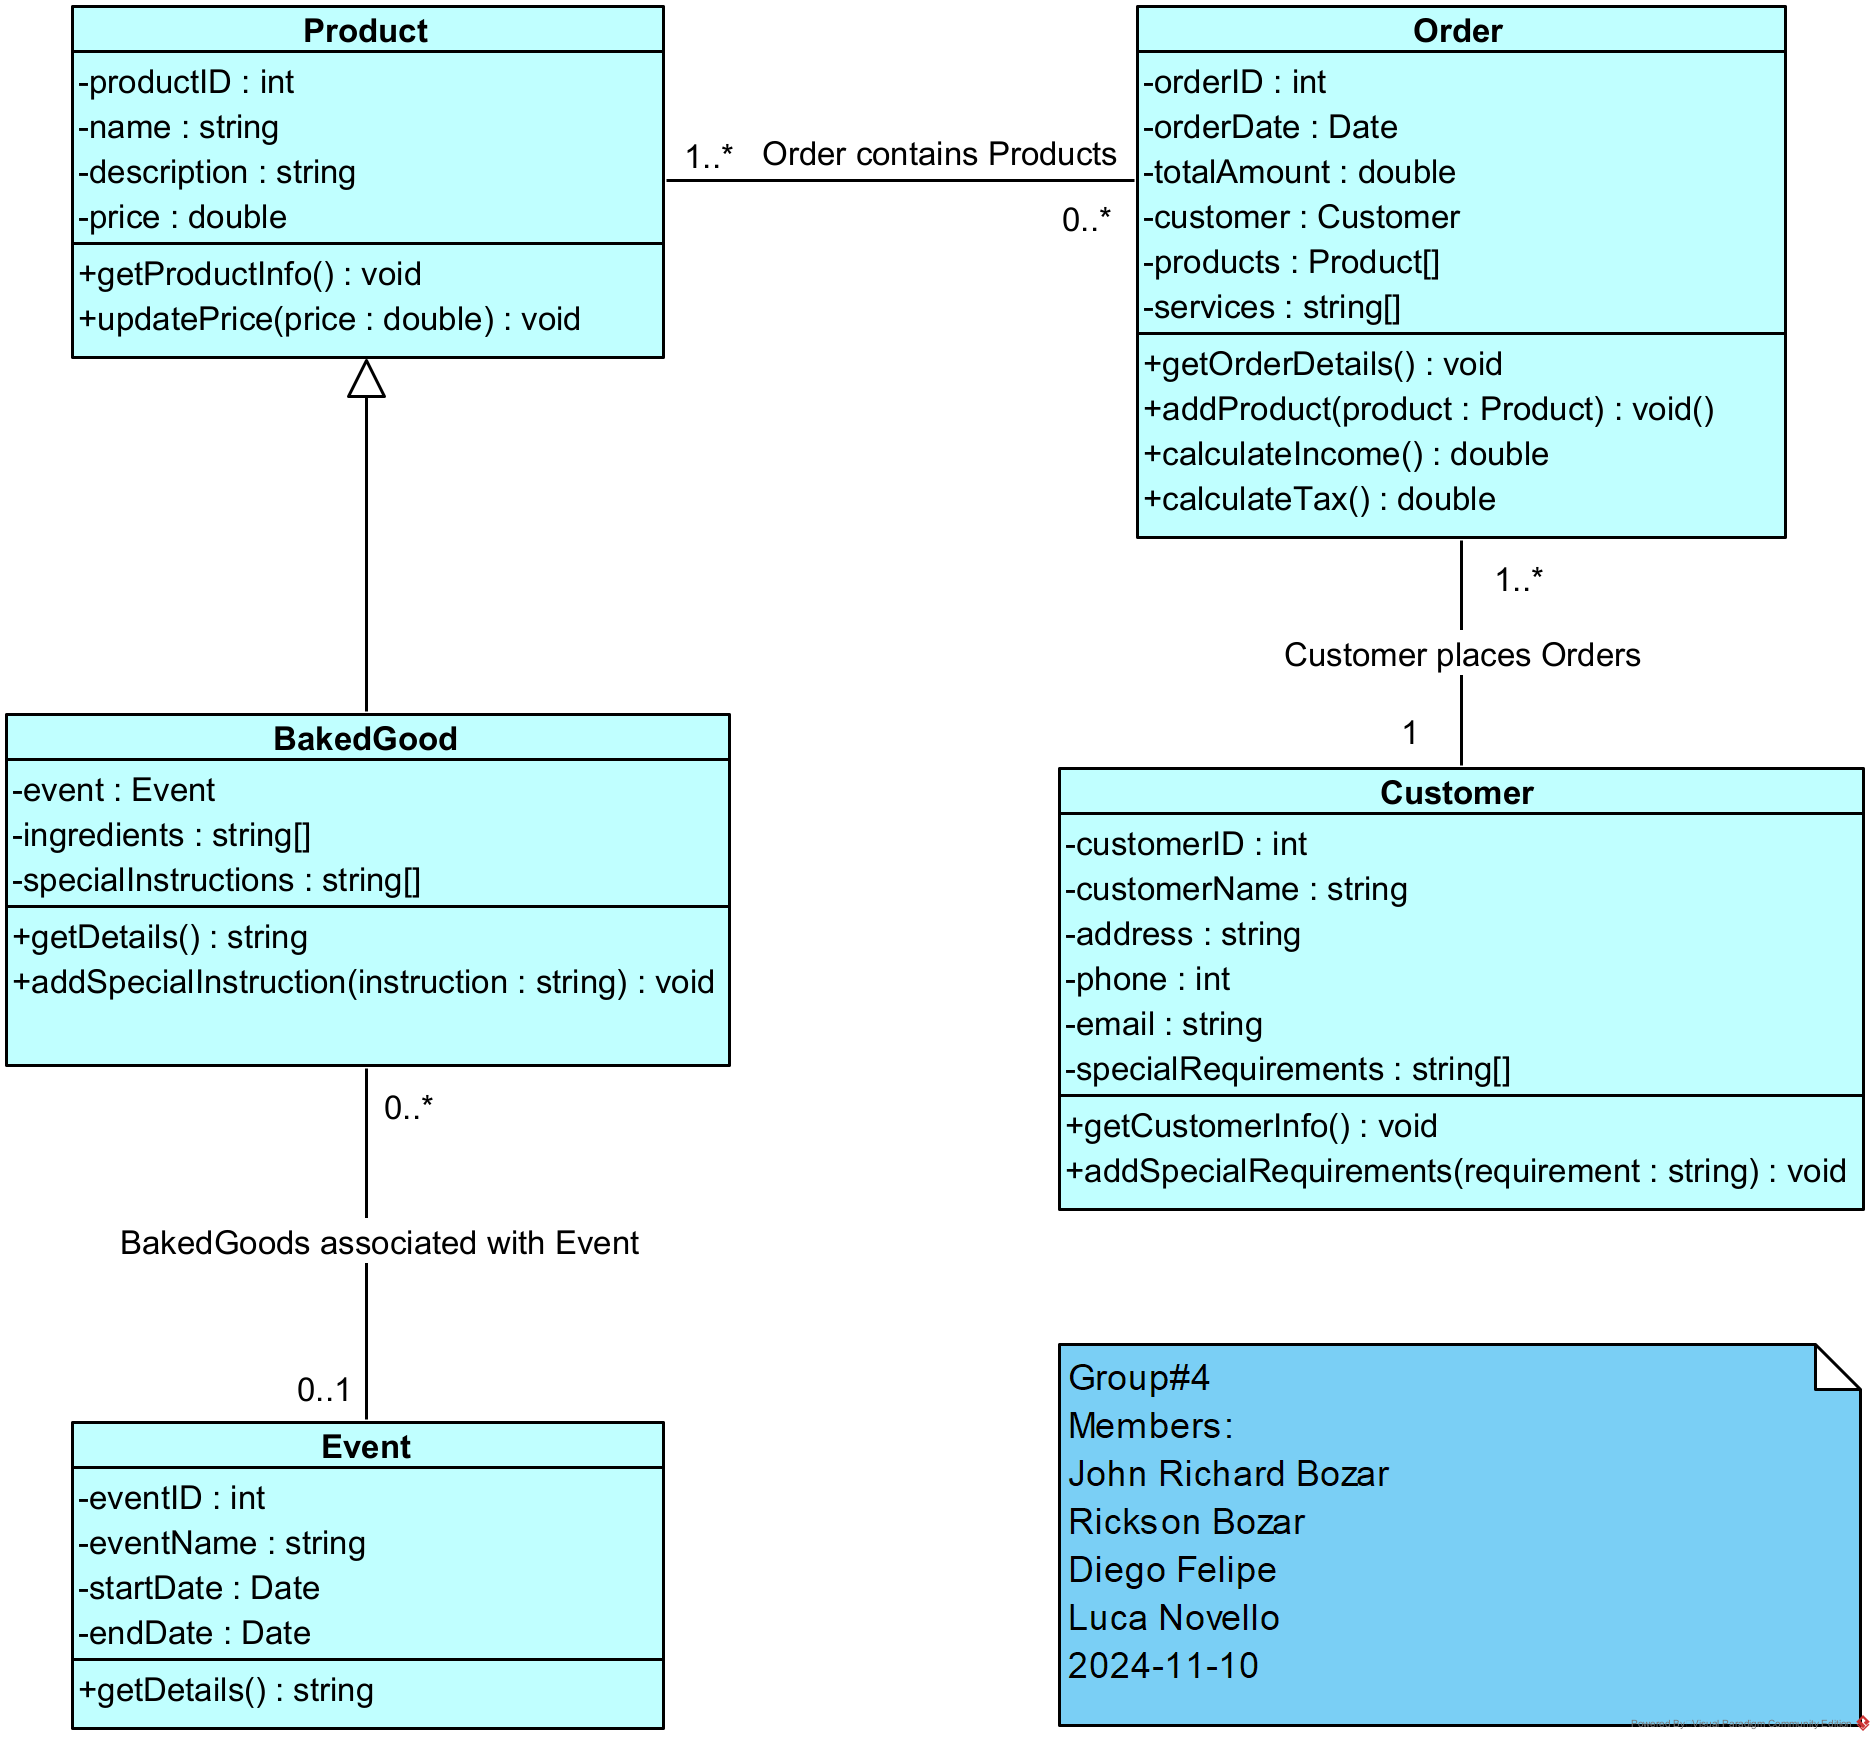 Product
-productID : int
-name : string
-description : string
-price : double
+getProductInfo() : void
+updatePrice(price : double) : void
1..*
Order contains Products
0..*
Order
-orderID : int
-orderDate : Date
-totalAmount : double
-customer : Customer
-products : Product[]
-services : string[]
+getOrderDetails() : void
+addProduct(product : Product) : void()
+calculateIncome() : double
+calculateTax() : double
1..*
Customer places Orders
1
BakedGood
-event : Event
-ingredients : string[]
-specialInstructions : string[]
+getDetails() : string
+addSpecialInstruction(instruction : string) : void
Customer
-customerID : int
-customerName : string
-address : string
-phone : int
-email : string
-specialRequirements : string[]
+getCustomerInfo() : void
+addSpecialRequirements(requirement : string) : void
0..*
BakedGoods associated with Event
0..1
Event
-eventID : int
-eventName : string
-startDate : Date
-endDate : Date
+getDetails() : string
Group#4
Members:
John Richard Bozar
Rickson Bozar
Diego Felipe
Luca Novello
2024-11-10
Powered By: Visual Paradigm Community Edition